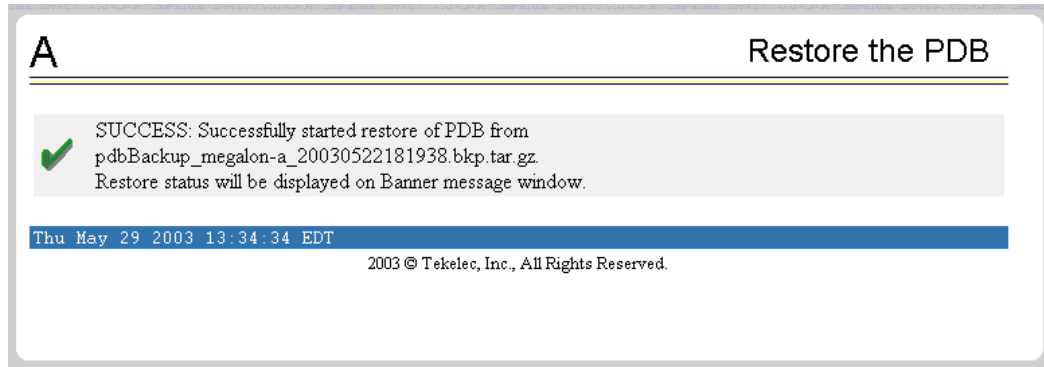 A
Restore the PDB
SUCCESS: Successfully started restore of PDB from
pdbBackup_megalon-a_20030522181938.bkp.tar.gz.
Restore status will be displayed on Banner message window.
Thu May 29 2003 13:34:34 EDT
2003 © Tekelec, Inc., All Rights Reserved.